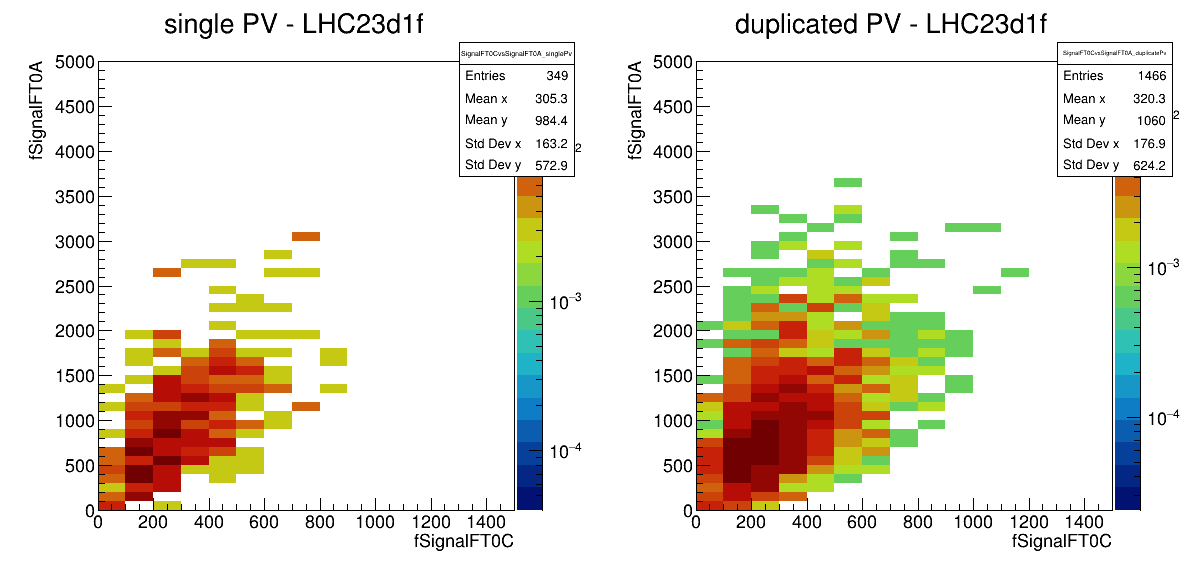 single PV - LHC23d1f
SignalFT0CvsSignalFT0A_singlePv
Entries 349
Mean x 305.3
Mean y 984.4
Std Dev x 163.2
Std Dev y 572.9
fSignalFT0A
5000
4500
4000
3500
3000
2500
2000
1500
1000
500
0
0 200 400 600 800 1000 1200 1400
fSignalFT0C
2
10−3
10−4
duplicated PV - LHC23d1f
SignalFT0CvsSignalFT0A_duplicatePv
Entries 1466
Mean x 320.3
Mean y 1060
Std Dev x 176.9
Std Dev y 624.2
fSignalFT0A
5000
4500
4000
3500
3000
2500
2000
1500
1000
500
0
0 200 400 600 800 1000 1200 1400
fSignalFT0C
2
10−3
10−4